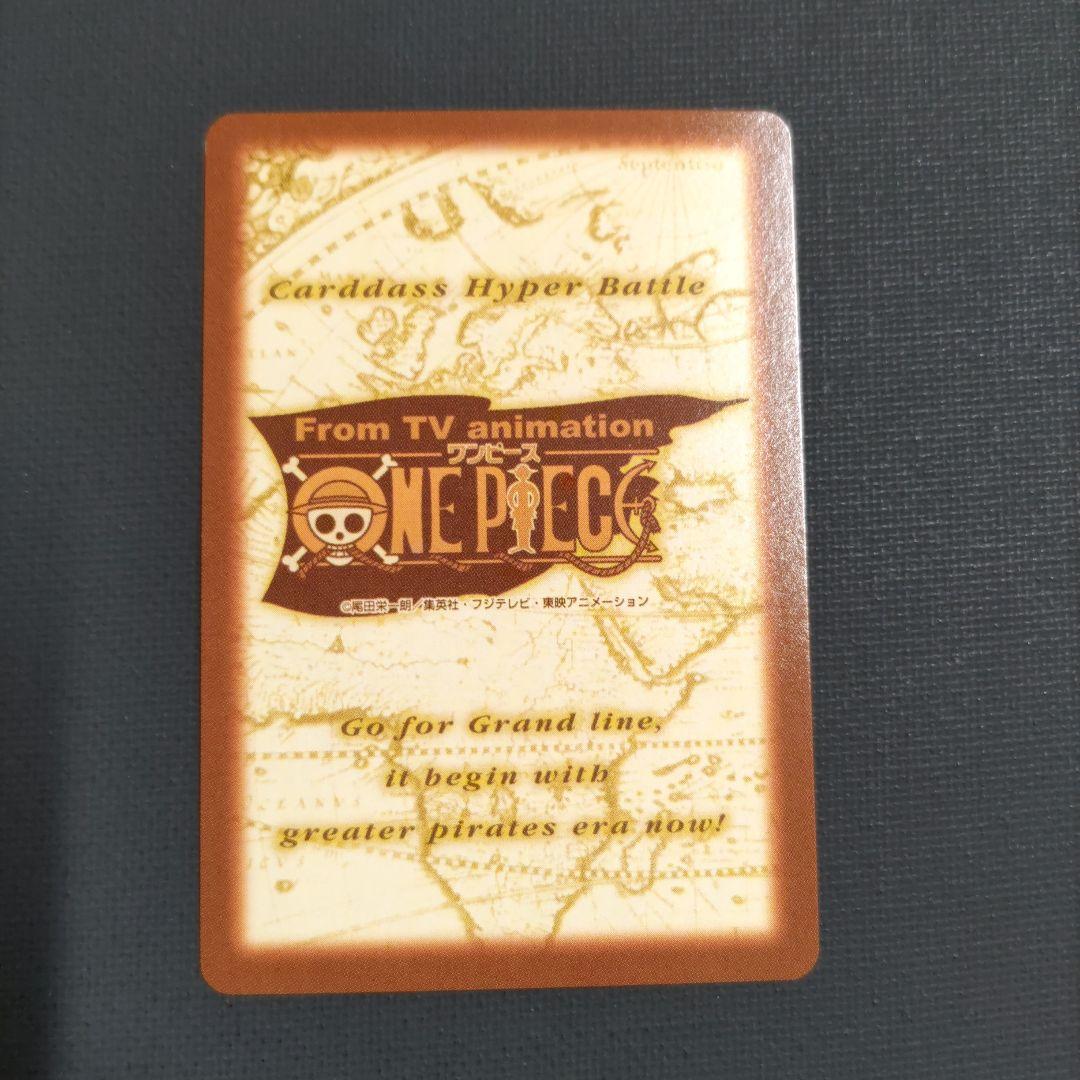 Septentrio
Carddass Hyper Battle
From TV animation
ワンピース
ONE PIECE
©尾田栄一郎／集英社・フジテレビ・東映アニメーション
Go for Grand line,
it begin with
OCEANVS
greater pirates era now!